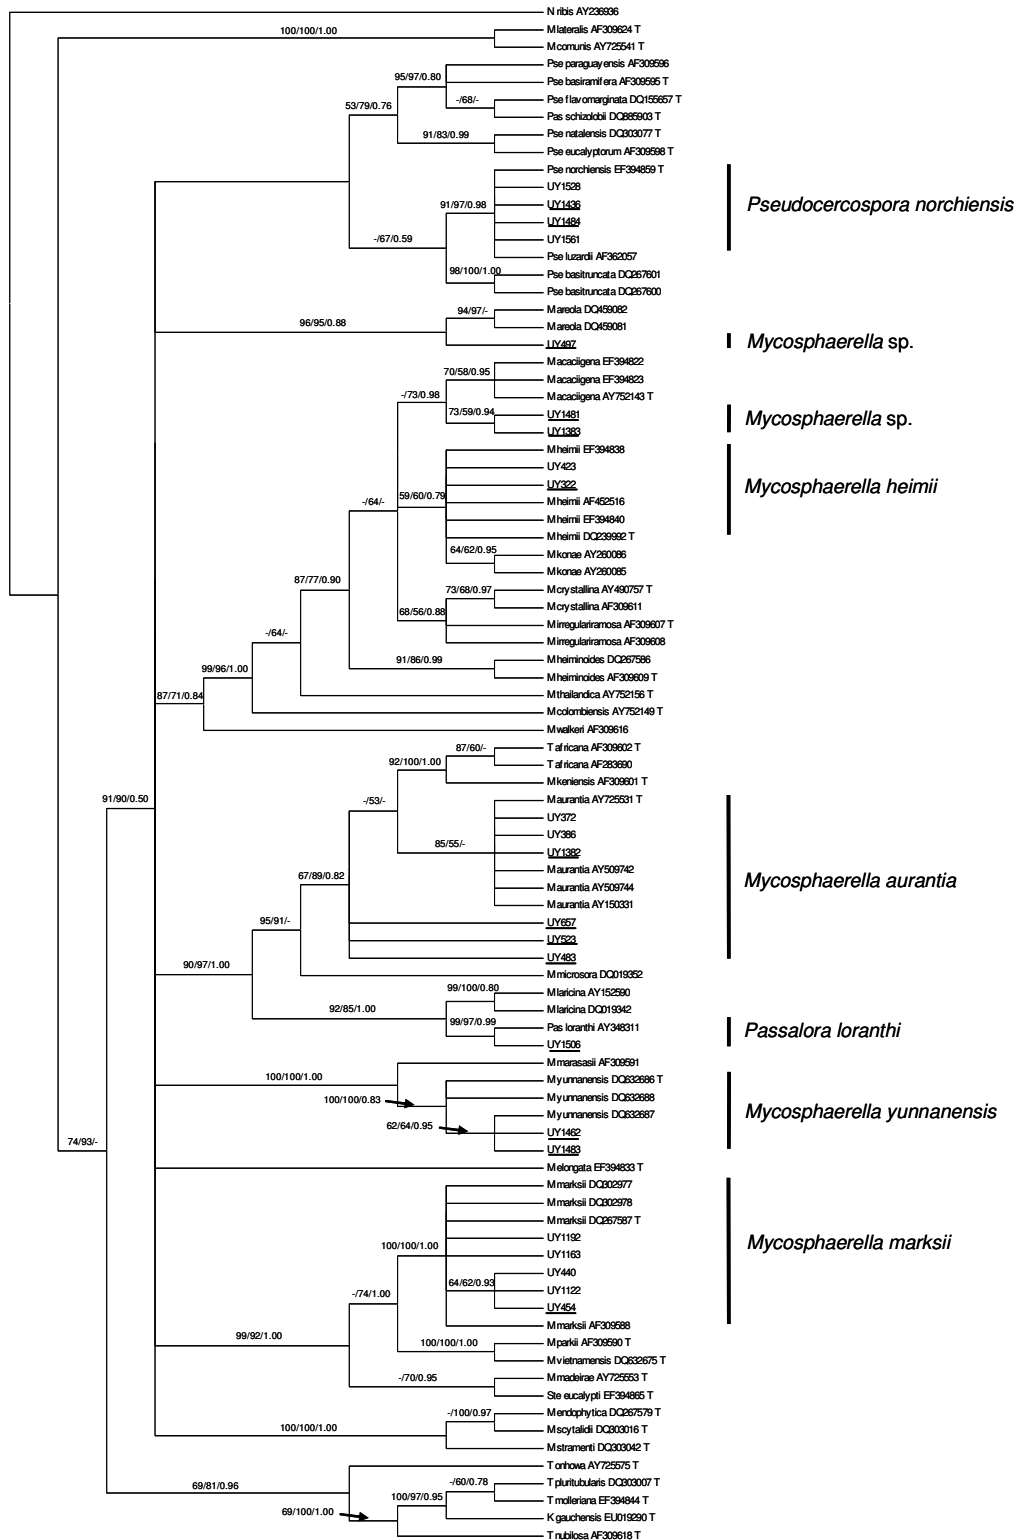 N ribis AY236936
100/100/1.00
M lateralis AF309624 T
M comunis AY725541 T
Pse paraguayensis AF309596
95/97/0.80
Pse basiramifera AF309595 T
-/68/-
Pse flavomarginata DQ155657 T
53/79/0.76
Pas schizolobii DQ885903 T
91/83/0.99
Pse natalensis DQ303077 T
Pse eucalyptorum AF309598 T
Pse norchiensis EF394859 T
UY1528
91/97/0.98
UY1436
Pseudocercospora norchiensis
UY1484
-/67/0.59
UY1561
Pse luzardii AF362057
98/100/1.00
Pse basitruncata DQ267601
Pse basitruncata DQ267600
94/97/-
M areola DQ459082
96/95/0.88
M areola DQ459081
UY497
Mycosphaerella sp.
M acaciigena EF394822
70/58/0.95
M acaciigena EF394823
-/73/0.98
M acaciigena AY752143 T
73/59/0.94
UY1481
Mycosphaerella sp.
UY1383
M heimii EF394838
UY423
UY322
Mycosphaerella heimii
-/64/-
59/60/0.79
M heimii AF452516
M heimii EF394840
M heimii DQ239992 T
64/62/0.95
M konae AY260086
M konae AY260085
87/77/0.90
73/68/0.97
M crystallina AY490757 T
68/56/0.88
M crystallina AF309611
M irregulariramosa AF309607 T
-/64/-
M irregulariramosa AF309608
91/86/0.99
M heiminoides DQ267586
99/96/1.00
M heiminoides AF309609 T
87/71/0.84
M thailandica AY752156 T
M colombiensis AY752149 T
M walkeri AF309616
87/60/-
T africana AF309602 T
92/100/1.00
T africana AF283690
M keniensis AF309601 T
91/90/0.50
-/53/-
M aurantia AY725531 T
UY372
UY386
85/55/-
UY1382
M aurantia AY509742
67/89/0.82
M aurantia AY509744
Mycosphaerella aurantia
M aurantia AY150331
95/91/-
UY657
UY523
90/97/1.00
UY483
M microsora DQ019352
99/100/0.80
M laricina AY152590
92/85/1.00
M laricina DQ019342
99/97/0.99
Pas loranthi AY348311
Passalora loranthi
UY1506
M marasasii AF309591
100/100/1.00
M yunnanensis DQ632686 T
100/100/0.83
M yunnanensis DQ632688
M yunnanensis DQ632687
Mycosphaerella yunnanensis
62/64/0.95
UY1462
74/93/-
UY1483
M elongata EF394833 T
M marksii DQ302977
M marksii DQ302978
M marksii DQ267587 T
UY1192
Mycosphaerella marksii
100/100/1.00
UY1163
UY440
64/62/0.93
UY1122
-/74/1.00
UY454
M marksii AF309588
99/92/1.00
100/100/1.00
M parkii AF309590 T
M vietnamensis DQ632675 T
-/70/0.95
M madeirae AY725553 T
Ste eucalypti EF394865 T
-/100/0.97
M endophytica DQ267579 T
100/100/1.00
M scytalidii DQ303016 T
M stramenti DQ303042 T
T onhowa AY725575 T
69/81/0.96
-/60/0.78
T pluritubularis DQ303007 T
100/97/0.95
T molleriana EF394844 T
69/100/1.00
K gauchensis EU019290 T
T nubilosa AF309618 T